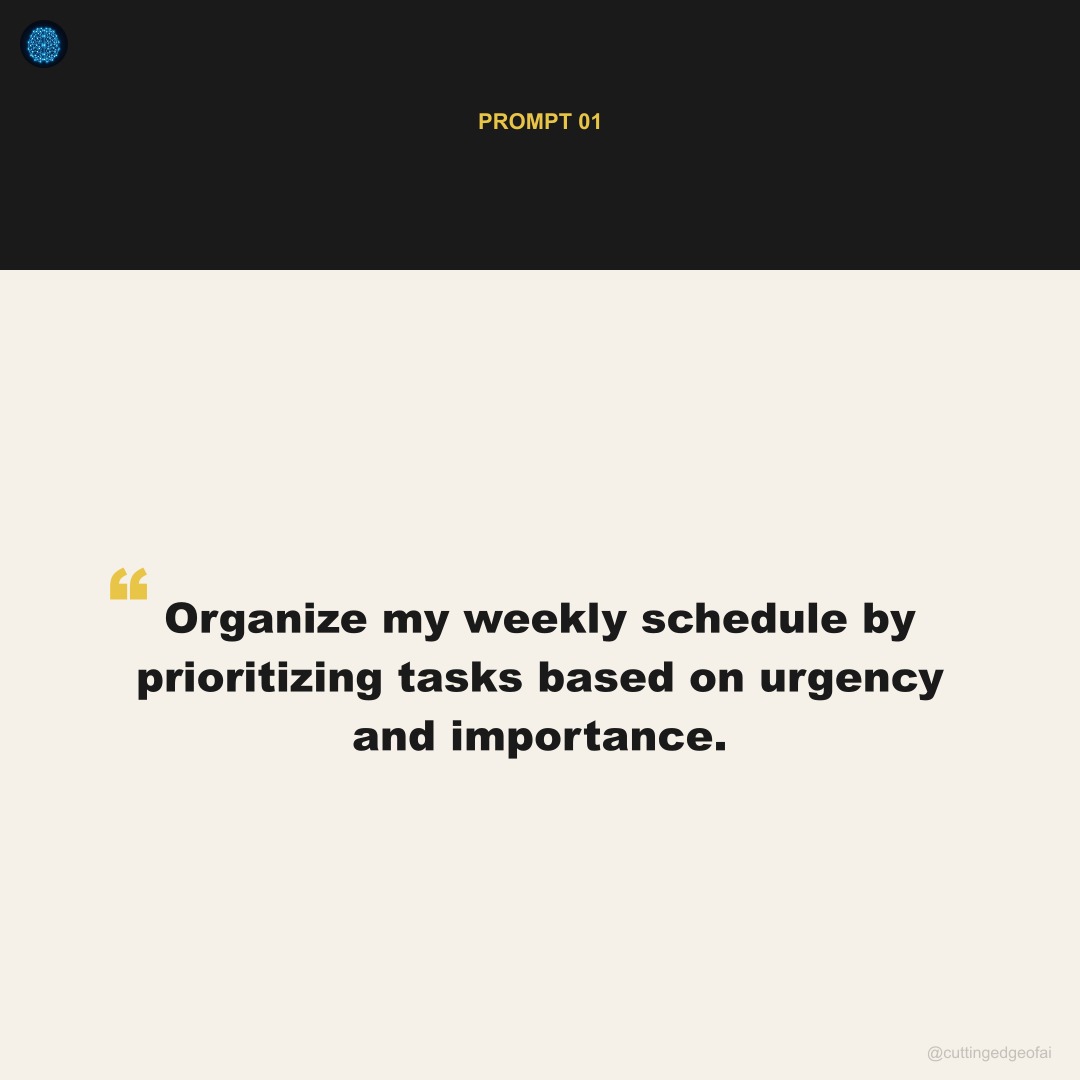 PROMPT 01
“
Organize my weekly schedule by
prioritizing tasks based on urgency
and importance.
@cuttingedgeofai